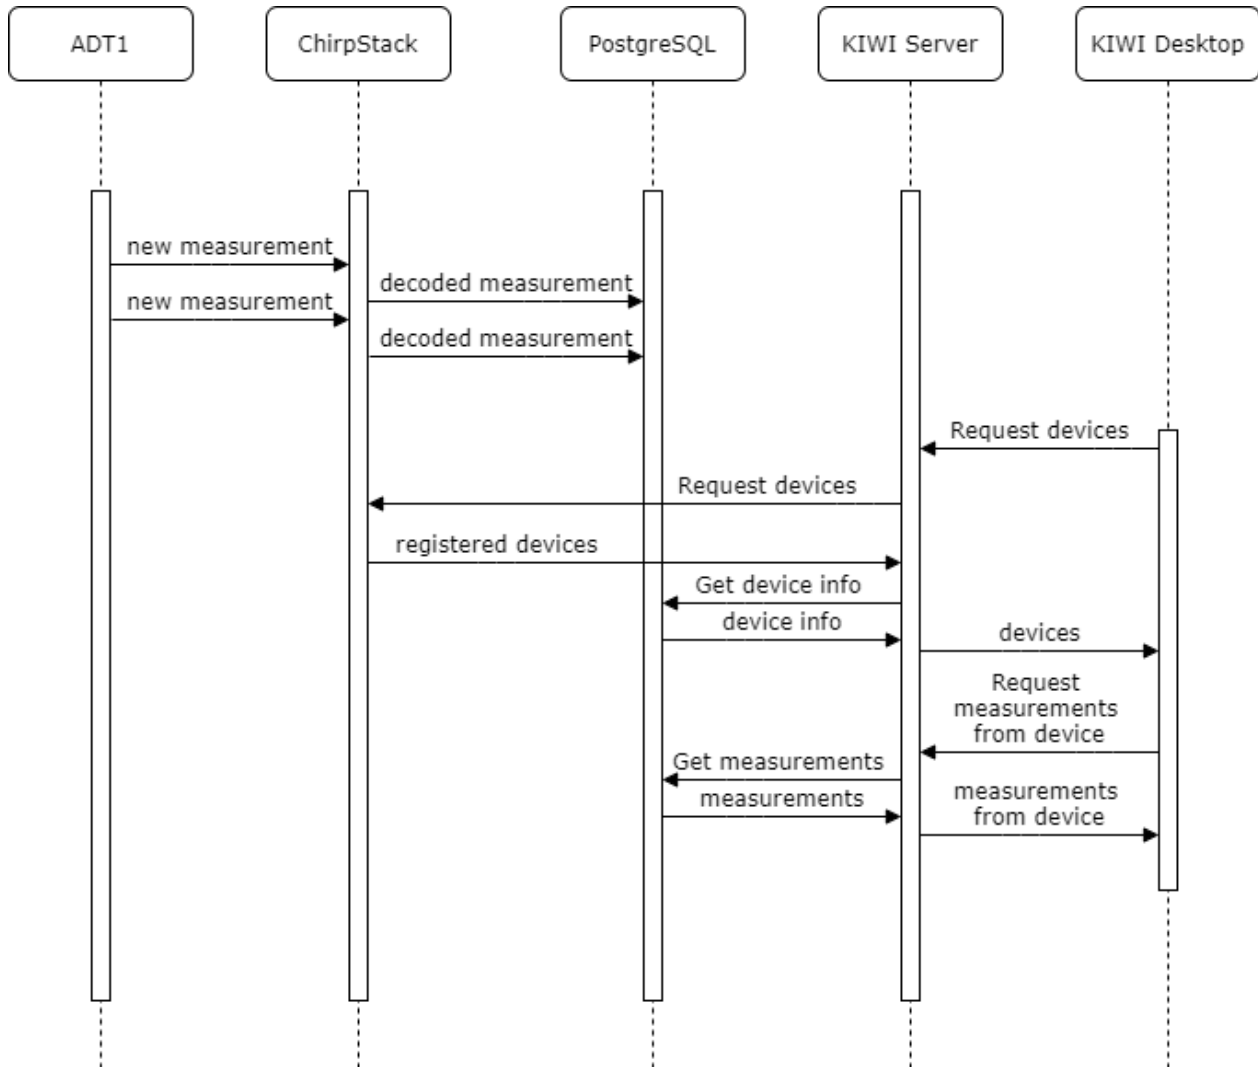 ADT1
ChirpStack
PostgreSQL
KIWI Server
KIWI Desktop
new measurement
decoded measurement
new measurement
decoded measurement
Request devices
Request devices
registered devices
Get device info
device info
devices
Request
measurements
from device
Get measurements
measurements
measurements
from device